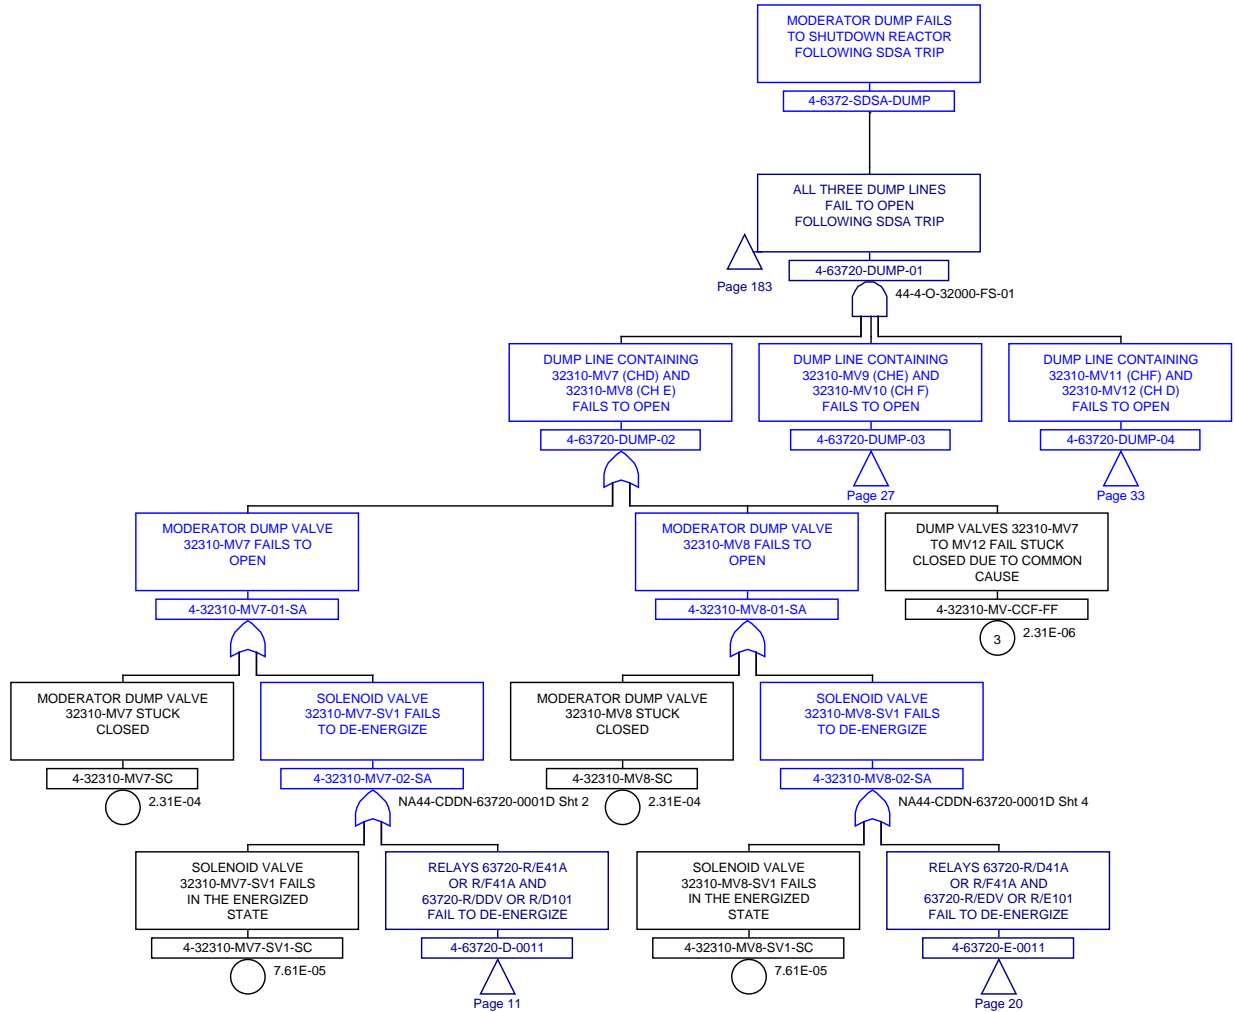 MODERATOR DUMP FAILS
TO SHUTDOWN REACTOR
FOLLOWING SDSA TRIP
4-6372-SDSA-DUMP
ALL THREE DUMP LINES
FAIL TO OPEN
FOLLOWING SDSA TRIP
Page 183
4-63720-DUMP-01
44-4-O-32000-FS-01
DUMP LINE CONTAINING
32310-MV7 (CHD) AND
32310-MV8 (CH E)
FAILS TO OPEN
4-63720-DUMP-02
DUMP LINE CONTAINING
32310-MV9 (CHE) AND
32310-MV10 (CH F)
FAILS TO OPEN
4-63720-DUMP-03
Page 27
DUMP LINE CONTAINING
32310-MV11 (CHF) AND
32310-MV12 (CH D)
FAILS TO OPEN
4-63720-DUMP-04
Page 33
MODERATOR DUMP VALVE
32310-MV7 FAILS TO
OPEN
4-32310-MV7-01-SA
MODERATOR DUMP VALVE
32310-MV8 FAILS TO
OPEN
4-32310-MV8-01-SA
DUMP VALVES 32310-MV7
TO MV12 FAIL STUCK
CLOSED DUE TO COMMON
CAUSE
4-32310-MV-CCF-FF
3
2.31E-06
MODERATOR DUMP VALVE
32310-MV7 STUCK
CLOSED
4-32310-MV7-SC
2.31E-04
SOLENOID VALVE
32310-MV7-SV1 FAILS
TO DE-ENERGIZE
4-32310-MV7-02-SA
NA44-CDDN-63720-0001D Sht 2
MODERATOR DUMP VALVE
32310-MV8 STUCK
CLOSED
4-32310-MV8-SC
2.31E-04
SOLENOID VALVE
32310-MV8-SV1 FAILS
TO DE-ENERGIZE
4-32310-MV8-02-SA
NA44-CDDN-63720-0001D Sht 4
SOLENOID VALVE
32310-MV7-SV1 FAILS
IN THE ENERGIZED
STATE
4-32310-MV7-SV1-SC
7.61E-05
RELAYS 63720-R/E41A
OR R/F41A AND
63720-R/DDV OR R/D101
FAIL TO DE-ENERGIZE
4-63720-D-0011
Page 11
SOLENOID VALVE
32310-MV8-SV1 FAILS
IN THE ENERGIZED
STATE
4-32310-MV8-SV1-SC
7.61E-05
RELAYS 63720-R/D41A
OR R/F41A AND
63720-R/EDV OR R/E101
FAIL TO DE-ENERGIZE
4-63720-E-0011
Page 20